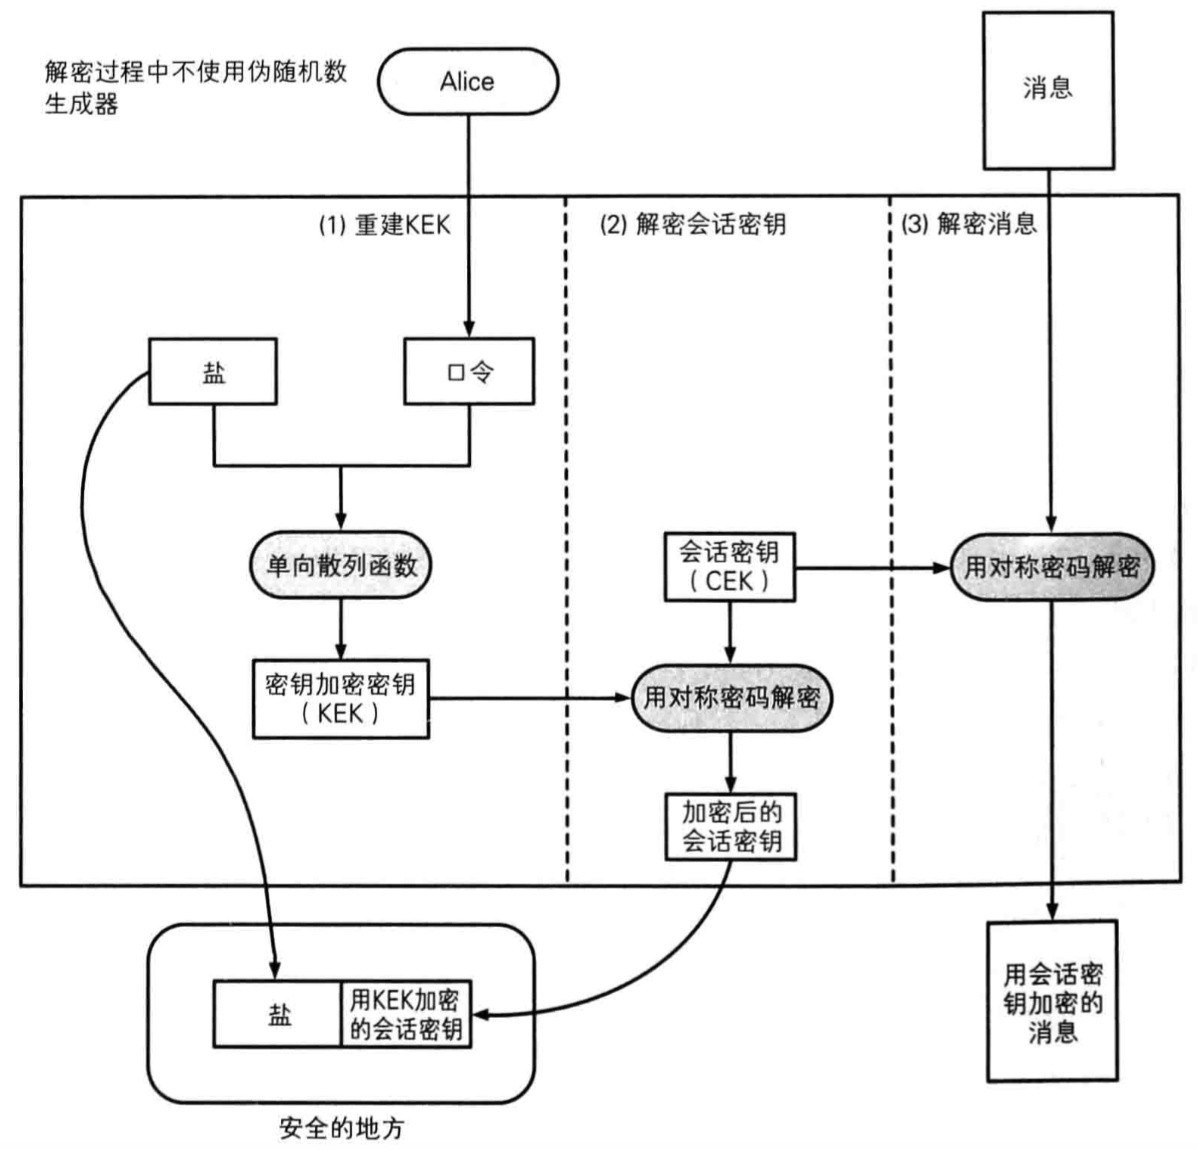 解密过程中不使用伪随机数
生成器
Alice
消息
(1) 重建KEK
(2) 解密会话密钥
(3) 解密消息
盐
口令
单向散列函数
会话密钥
（CEK）
用对称密码解密
密钥加密密钥
（KEK）
用对称密码解密
加密后的
会话密钥
盐
用KEK加密
的会话密钥
用会话密
钥加密的
消息
安全的地方